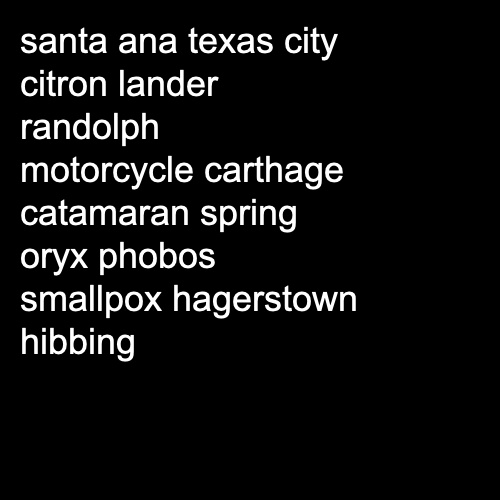 santa ana texas city
citron lander
randolph
motorcycle carthage
catamaran spring
oryx phobos
smallpox hagerstown
hibbing